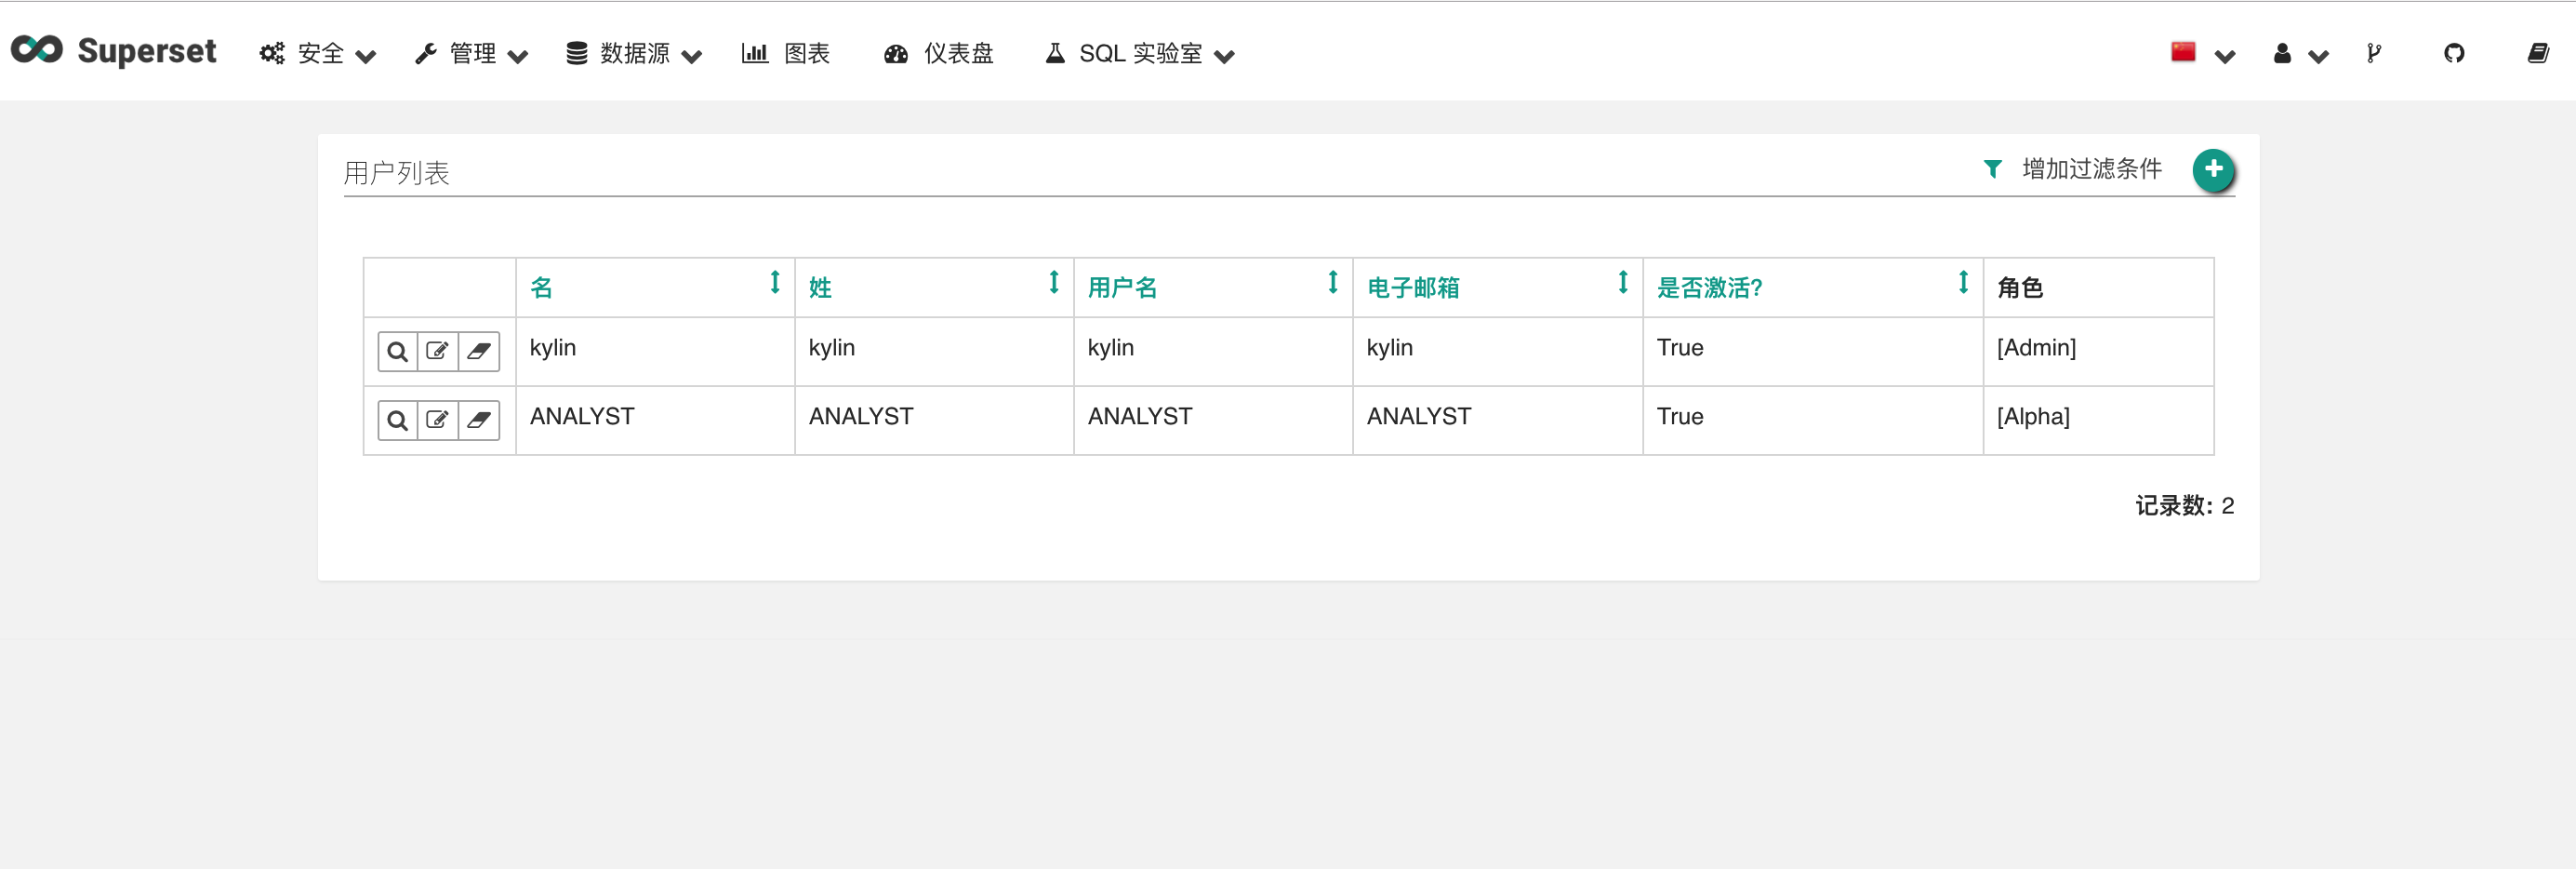 Superset 安全 管理 数据源 图表 仪表盘 SQL 实验室
用户列表 增加过滤条件
名 姓 用户名 电子邮箱 是否激活? 角色
kylin kylin kylin kylin True [Admin]
ANALYST ANALYST ANALYST ANALYST True [Alpha]
记录数: 2